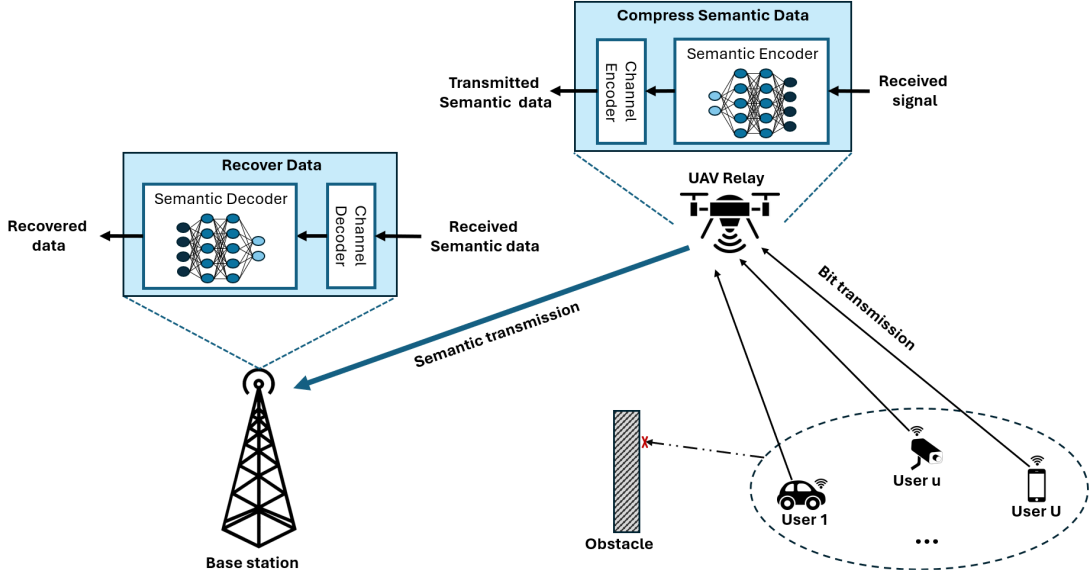 Compress Semantic Data
Semantic Encoder
Channel
Encoder
Transmitted
Semantic data
Received
signal
Recover Data
Semantic Decoder
Channel
Decoder
Recovered
data
Received
Semantic data
UAV Relay
Bit transmission
Semantic transmission
X
User u
User 1
User U
...
Obstacle
Base station